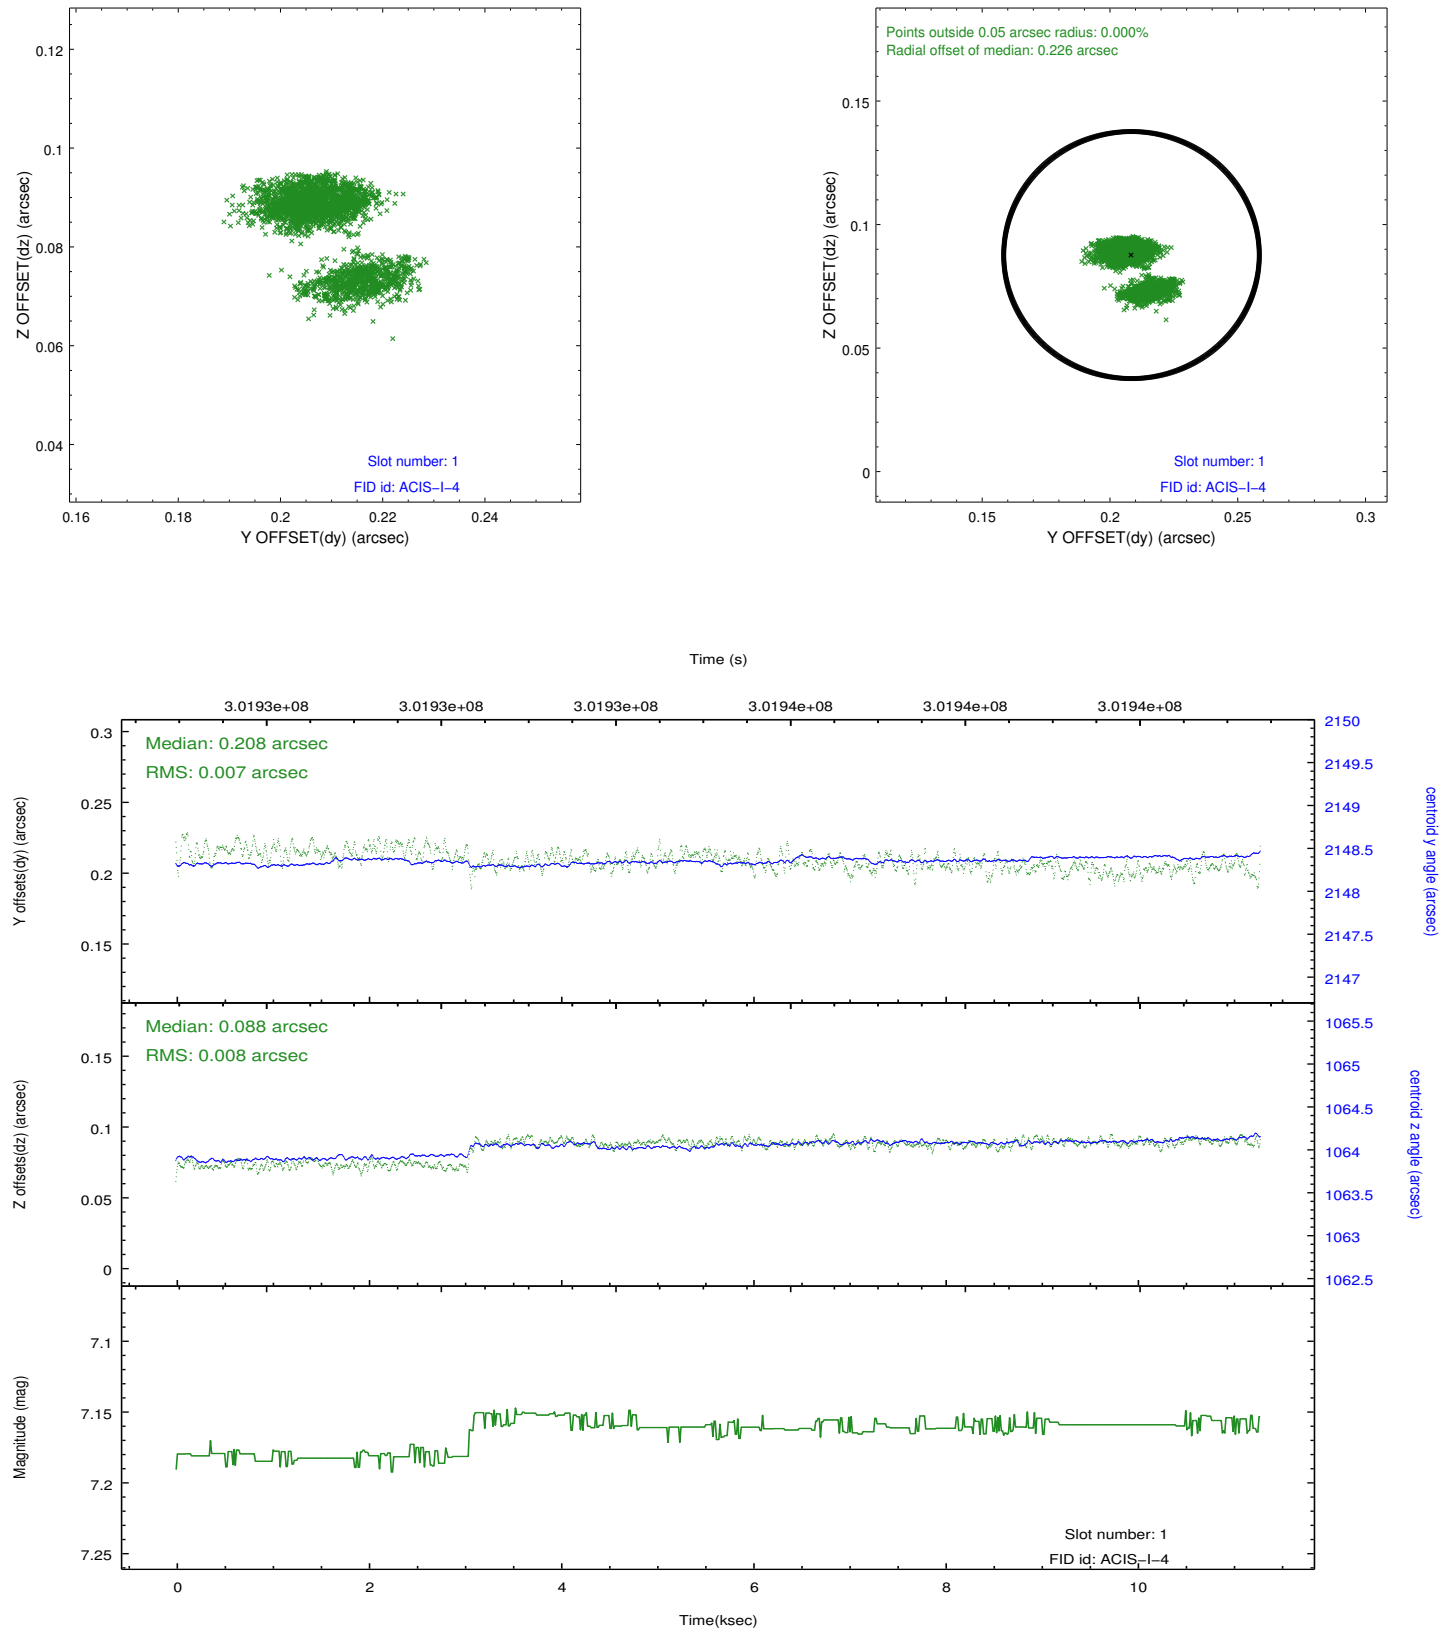 0.12
0.1
0.08
0.06
0.04
Z OFFSET(dz) (arcsec)
Slot number: 1
FID id: ACIS−I−4
0.16
0.18
0.2
0.22
0.24
Y OFFSET(dy) (arcsec)
Points outside 0.05 arcsec radius: 0.000%
Radial offset of median: 0.226 arcsec
0.15
0.1
0.05
0
Z OFFSET(dz) (arcsec)
Slot number: 1
FID id: ACIS−I−4
0.15
0.2
0.25
0.3
Y OFFSET(dy) (arcsec)
Time (s)
3.0193e+08
3.0193e+08
3.0193e+08
3.0194e+08
3.0194e+08
3.0194e+08
Median: 0.208 arcsec
RMS: 0.007 arcsec
0.3
0.25
0.2
0.15
Y offsets(dy) (arcsec)
2150
2149.5
2149
2148.5
2148
2147.5
2147
centroid y angle (arcsec)
Median: 0.088 arcsec
RMS: 0.008 arcsec
0.15
0.1
0.05
0
Z offsets(dz) (arcsec)
1065.5
1065
1064.5
1064
1063.5
1063
1062.5
centroid z angle (arcsec)
7.1
7.15
7.2
7.25
Magnitude (mag)
Slot number: 1
FID id: ACIS−I−4
0
2
4
6
8
10
Time(ksec)